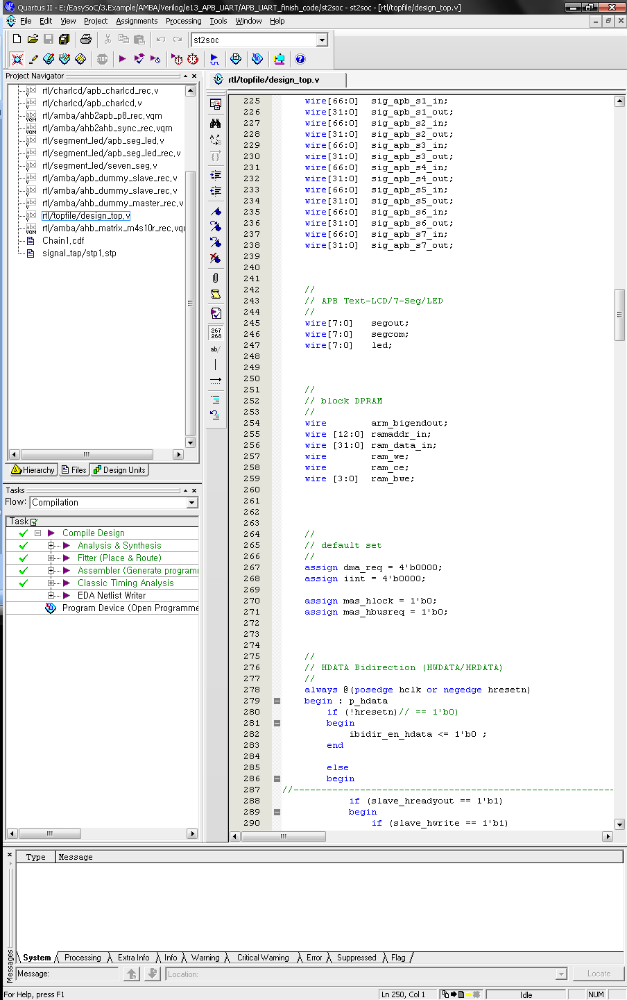 Quartus II - E:/EasySoC/3.Example/AMBA/Verilog/e13_APB_UART/APB_UART_finish_code/st2soc - st2soc - [rtl/topfile/design_top.v]
File Edit View Project Assignments Processing Tools Window Help
st2soc
STOP
Project Navigator
rtl/charlcd/apb_charlcd_rec.v
rtl/charlcd/apb_charlcd.v
rtl/amba/ahb2apb_p8_rec.vqm
rtl/amba/ahb2ahb_sync_rec.vqm
rtl/segment_led/apb_seg_led.v
rtl/segment_led/apb_seg_led_rec.v
rtl/segment_led/seven_seg.v
rtl/amba/apb_dummy_slave_rec.v
rtl/amba/ahb_dummy_slave_rec.v
rtl/amba/ahb_dummy_master_rec.v
rtl/topfile/design_top.v
rtl/amba/ahb_matrix_m4s10r_rec.vqm
Chain1.cdf
signal_tap/stp1.stp
Hierarchy Files Design Units
Tasks
Flow: Compilation
Task
Compile Design
Analysis & Synthesis
Fitter (Place & Route)
Assembler (Generate programm
Classic Timing Analysis
EDA Netlist Writer
Program Device (Open Programme
rtl/topfile/design_top.v
267
268
ab/
225 wire[66:0] sig_apb_s1_in;
226 wire[31:0] sig_apb_s1_out;
227 wire[66:0] sig_apb_s2_in;
228 wire[31:0] sig_apb_s2_out;
229 wire[66:0] sig_apb_s3_in;
230 wire[31:0] sig_apb_s3_out;
231 wire[66:0] sig_apb_s4_in;
232 wire[31:0] sig_apb_s4_out;
233 wire[66:0] sig_apb_s5_in;
234 wire[31:0] sig_apb_s5_out;
235 wire[66:0] sig_apb_s6_in;
236 wire[31:0] sig_apb_s6_out;
237 wire[66:0] sig_apb_s7_in;
238 wire[31:0] sig_apb_s7_out;
239
240
241
242 //
243 // APB Text-LCD/7-Seg/LED
244 //
245 wire[7:0] segout;
246 wire[7:0] segcom;
247 wire[7:0] led;
248
249
250
251 //
252 // block DPRAM
253 //
254 wire arm_bigendout;
255 wire [12:0] ramaddr_in;
256 wire [31:0] ram_data_in;
257 wire ram_we;
258 wire ram_ce;
259 wire [3:0] ram_bwe;
260
261
262
263
264 //
265 // default set
266 //
267 assign dma_req = 4'b0000;
268 assign iint = 4'b0000;
269
270 assign mas_hlock = 1'b0;
271 assign mas_hbusreq = 1'b0;
272
273
274
275 //
276 // HDATA Bidirection (HWDATA/HRDATA)
277 //
278 always @(posedge hclk or negedge hresetn)
279 begin : p_hdata
280 if (!hresetn)// == 1'b0)
281 begin
282 ibidir_en_hdata <= 1'b0 ;
283 end
284
285 else
286 begin
287 //----------------------------------------------------------
288 if (slave_hreadyout == 1'b1)
289 begin
290 if (slave_hwrite == 1'b1)
Messages
Type Message
System Processing Extra Info Info Warning Critical Warning Error Suppressed Flag
Message: Location: Locate
For Help, press F1 Ln 250, Col 1 Idle NUM